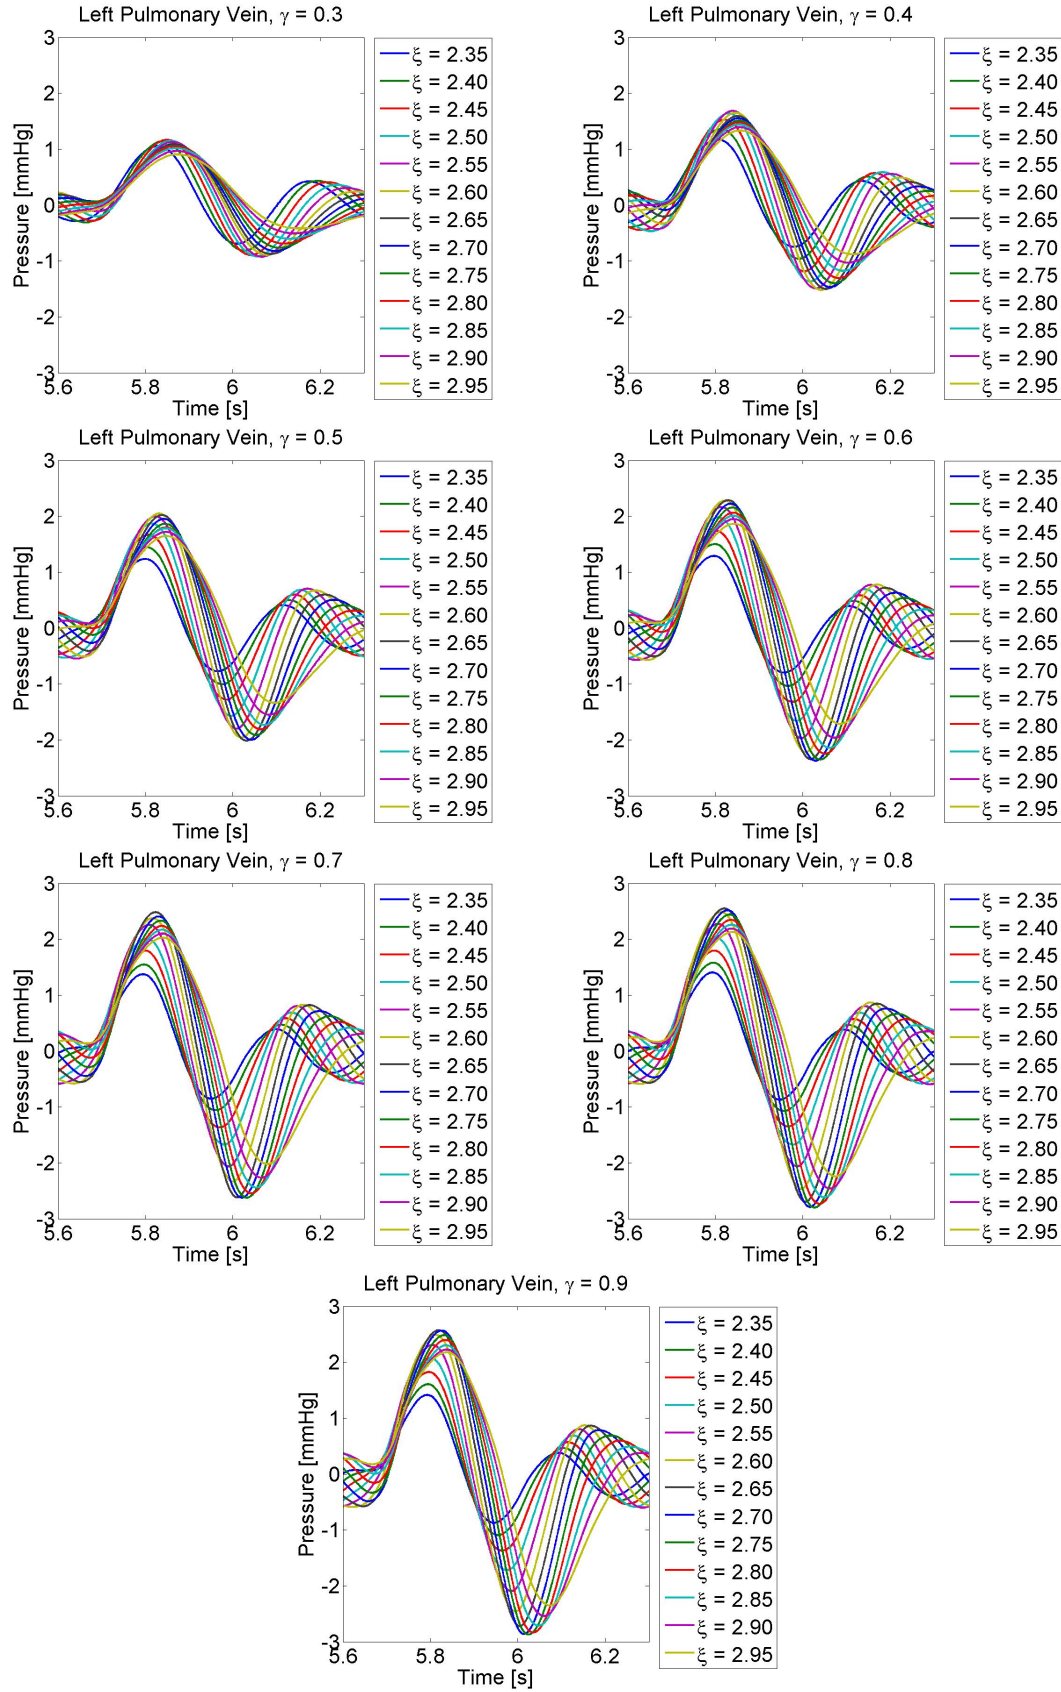 Left Pulmonary Vein, γ = 0.3
Pressure [mmHg]
3
2
1
0
-1
-2
-3
5.6
5.8
6
6.2
Time [s]
ξ = 2.35
ξ = 2.40
ξ = 2.45
ξ = 2.50
ξ = 2.55
ξ = 2.60
ξ = 2.65
ξ = 2.70
ξ = 2.75
ξ = 2.80
ξ = 2.85
ξ = 2.90
ξ = 2.95
Left Pulmonary Vein, γ = 0.4
Pressure [mmHg]
3
2
1
0
-1
-2
-3
5.6
5.8
6
6.2
Time [s]
ξ = 2.35
ξ = 2.40
ξ = 2.45
ξ = 2.50
ξ = 2.55
ξ = 2.60
ξ = 2.65
ξ = 2.70
ξ = 2.75
ξ = 2.80
ξ = 2.85
ξ = 2.90
ξ = 2.95
Left Pulmonary Vein, γ = 0.5
Pressure [mmHg]
3
2
1
0
-1
-2
-3
5.6
5.8
6
6.2
Time [s]
ξ = 2.35
ξ = 2.40
ξ = 2.45
ξ = 2.50
ξ = 2.55
ξ = 2.60
ξ = 2.65
ξ = 2.70
ξ = 2.75
ξ = 2.80
ξ = 2.85
ξ = 2.90
ξ = 2.95
Left Pulmonary Vein, γ = 0.6
Pressure [mmHg]
3
2
1
0
-1
-2
-3
5.6
5.8
6
6.2
Time [s]
ξ = 2.35
ξ = 2.40
ξ = 2.45
ξ = 2.50
ξ = 2.55
ξ = 2.60
ξ = 2.65
ξ = 2.70
ξ = 2.75
ξ = 2.80
ξ = 2.85
ξ = 2.90
ξ = 2.95
Left Pulmonary Vein, γ = 0.7
Pressure [mmHg]
3
2
1
0
-1
-2
-3
5.6
5.8
6
6.2
Time [s]
ξ = 2.35
ξ = 2.40
ξ = 2.45
ξ = 2.50
ξ = 2.55
ξ = 2.60
ξ = 2.65
ξ = 2.70
ξ = 2.75
ξ = 2.80
ξ = 2.85
ξ = 2.90
ξ = 2.95
Left Pulmonary Vein, γ = 0.8
Pressure [mmHg]
3
2
1
0
-1
-2
-3
5.6
5.8
6
6.2
Time [s]
ξ = 2.35
ξ = 2.40
ξ = 2.45
ξ = 2.50
ξ = 2.55
ξ = 2.60
ξ = 2.65
ξ = 2.70
ξ = 2.75
ξ = 2.80
ξ = 2.85
ξ = 2.90
ξ = 2.95
Left Pulmonary Vein, γ = 0.9
Pressure [mmHg]
3
2
1
0
-1
-2
-3
5.6
5.8
6
6.2
Time [s]
ξ = 2.35
ξ = 2.40
ξ = 2.45
ξ = 2.50
ξ = 2.55
ξ = 2.60
ξ = 2.65
ξ = 2.70
ξ = 2.75
ξ = 2.80
ξ = 2.85
ξ = 2.90
ξ = 2.95